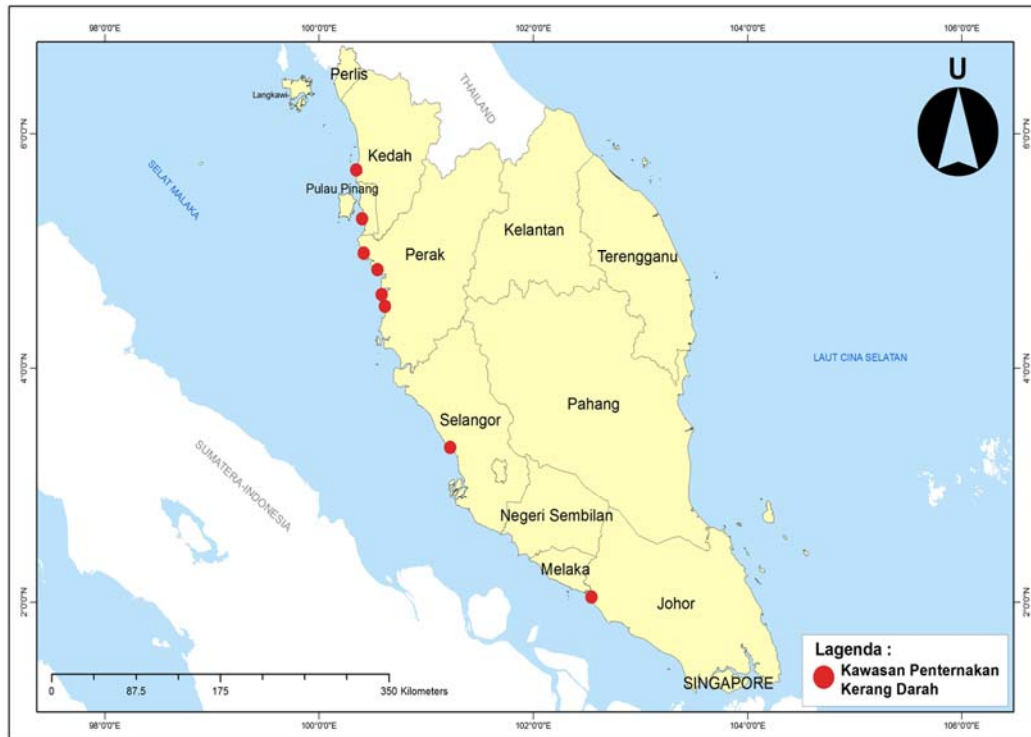 98°0'0"E
100°0'0"E
102°0'0"E
104°0'0"E
106°0'0"E
6°0'0"N
4°0'0"N
2°0'0"N
U
Perlis
Langkawi
THAILAND
Kedah
SELAT MALAKA
Pulau Pinang
Kelantan
Perak
Terengganu
LAUT CINA SELATAN
Pahang
Selangor
SUMATERA-INDONESIA
Negeri Sembilan
Melaka
Johor
SINGAPORE
Lagenda :
Kawasan Penternakan
Kerang Darah
0 87.5 175 350 Kilometers
6°0'0"N
4°0'0"N
2°0'0"N
98°0'0"E
100°0'0"E
102°0'0"E
104°0'0"E
106°0'0"E